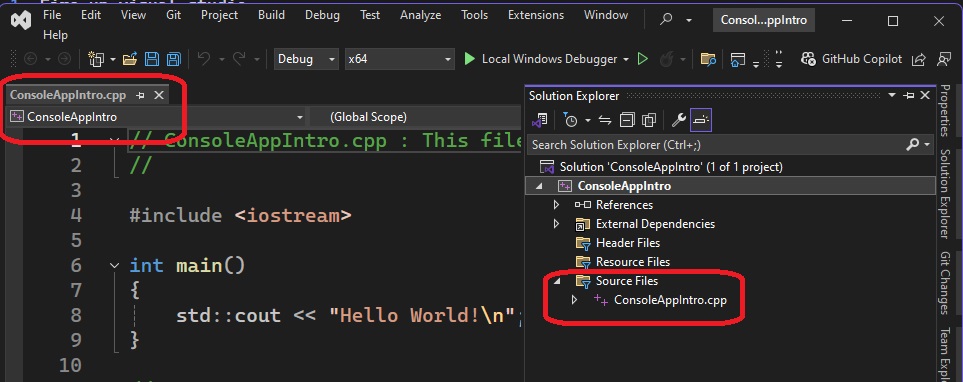 File Edit View Git Project Build Debug Test Analyze Tools Extensions Window Consol...ppIntro
Help
Debug x64 Local Windows Debugger GitHub Copilot
ConsoleAppIntro.cpp
ConsoleAppIntro (Global Scope)
1 // ConsoleAppIntro.cpp : This file
2 //
3
4 #include <iostream>
5
6 int main()
7 {
8 std::cout << "Hello World!\n";
9 }
10
Solution Explorer
Search Solution Explorer (Ctrl+;)
Solution 'ConsoleAppIntro' (1 of 1 project)
ConsoleAppIntro
References
External Dependencies
Header Files
Resource Files
Source Files
ConsoleAppIntro.cpp
Properties
Solution Explorer
Git Changes
Team Explorer